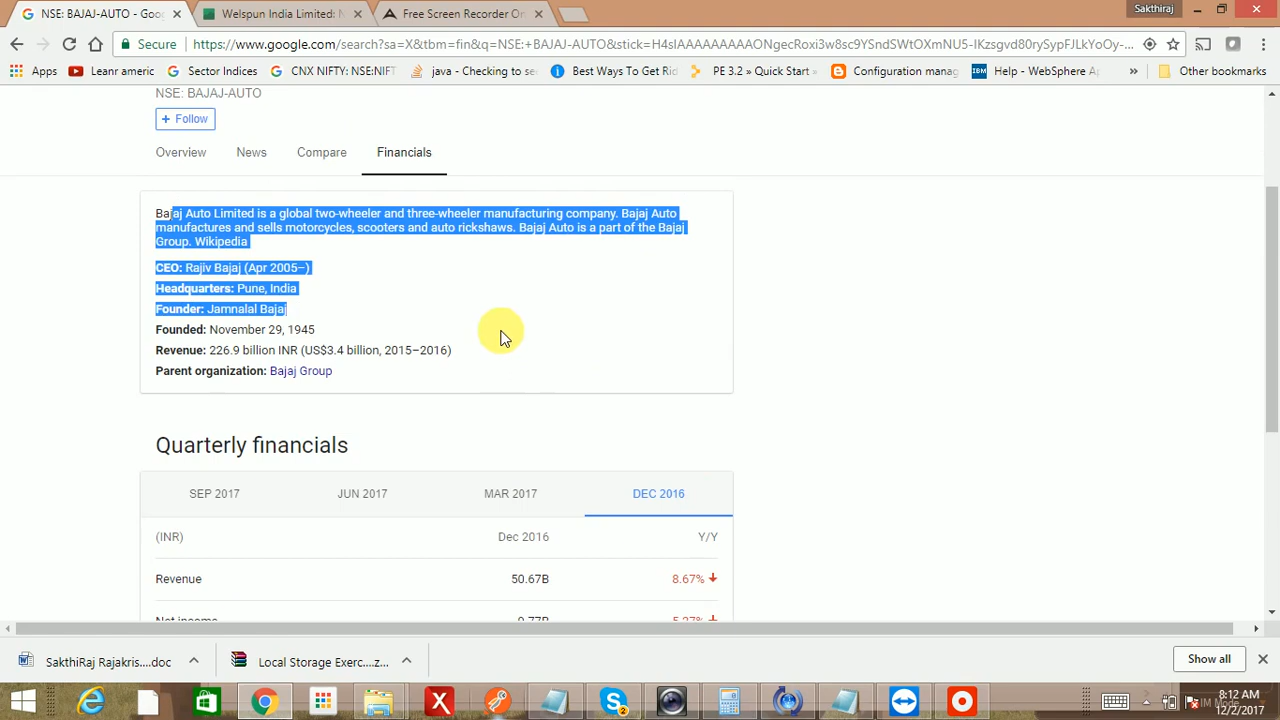 NSE: BAJAJ-AUTO - Goo
Welspun India Limited: N
Free Screen Recorder On
Sakthiraj
Secure
https://www.google.com/search?sa=X&tbm=fin&q=NSE:+BAJAJ-AUTO&stick=
Apps
Leanr americ
Sector Indices
CNX NIFTY: NSE:NIFT
java - Checking to se
Best Ways To Get Rid
PE 3.2 » Quick Start »
Configuration manag
Help - WebSphere Ap
»
Other bookmarks
NSE: BAJAJ-AUTO
+ Follow
Overview
News
Compare
Financials
Bajaj Auto Limited is a global two-wheeler and three-wheeler manufacturing company. Bajaj Auto
manufactures and sells motorcycles, scooters and auto rickshaws. Bajaj Auto is a part of the Bajaj
Group. Wikipedia
CEO: Rajiv Bajaj (Apr 2005–)
Headquarters: Pune, India
Founder: Jamnalal Bajaj
Founded: November 29, 1945
Revenue: 226.9 billion INR (US$3.4 billion, 2015–2016)
Parent organization: Bajaj Group
Quarterly financials
SEP 2017 JUN 2017 MAR 2017 DEC 2016
(INR) Dec 2016 Y/Y
Revenue 50.67B 8.67%
Net income
SakthiRaj Rajakris....doc
Local Storage Exerc....z...
Show all
8:12 AM
12/2/2017